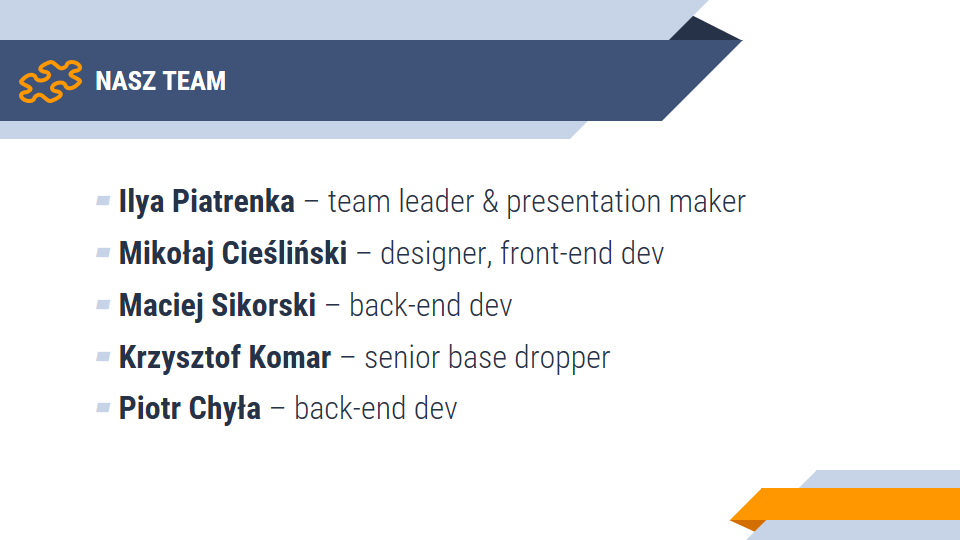 NASZ TEAM
Ilya Piatrenka – team leader & presentation maker
Mikołaj Cieśliński – designer, front-end dev
Maciej Sikorski – back-end dev
Krzysztof Komar – senior base dropper
Piotr Chyła – back-end dev